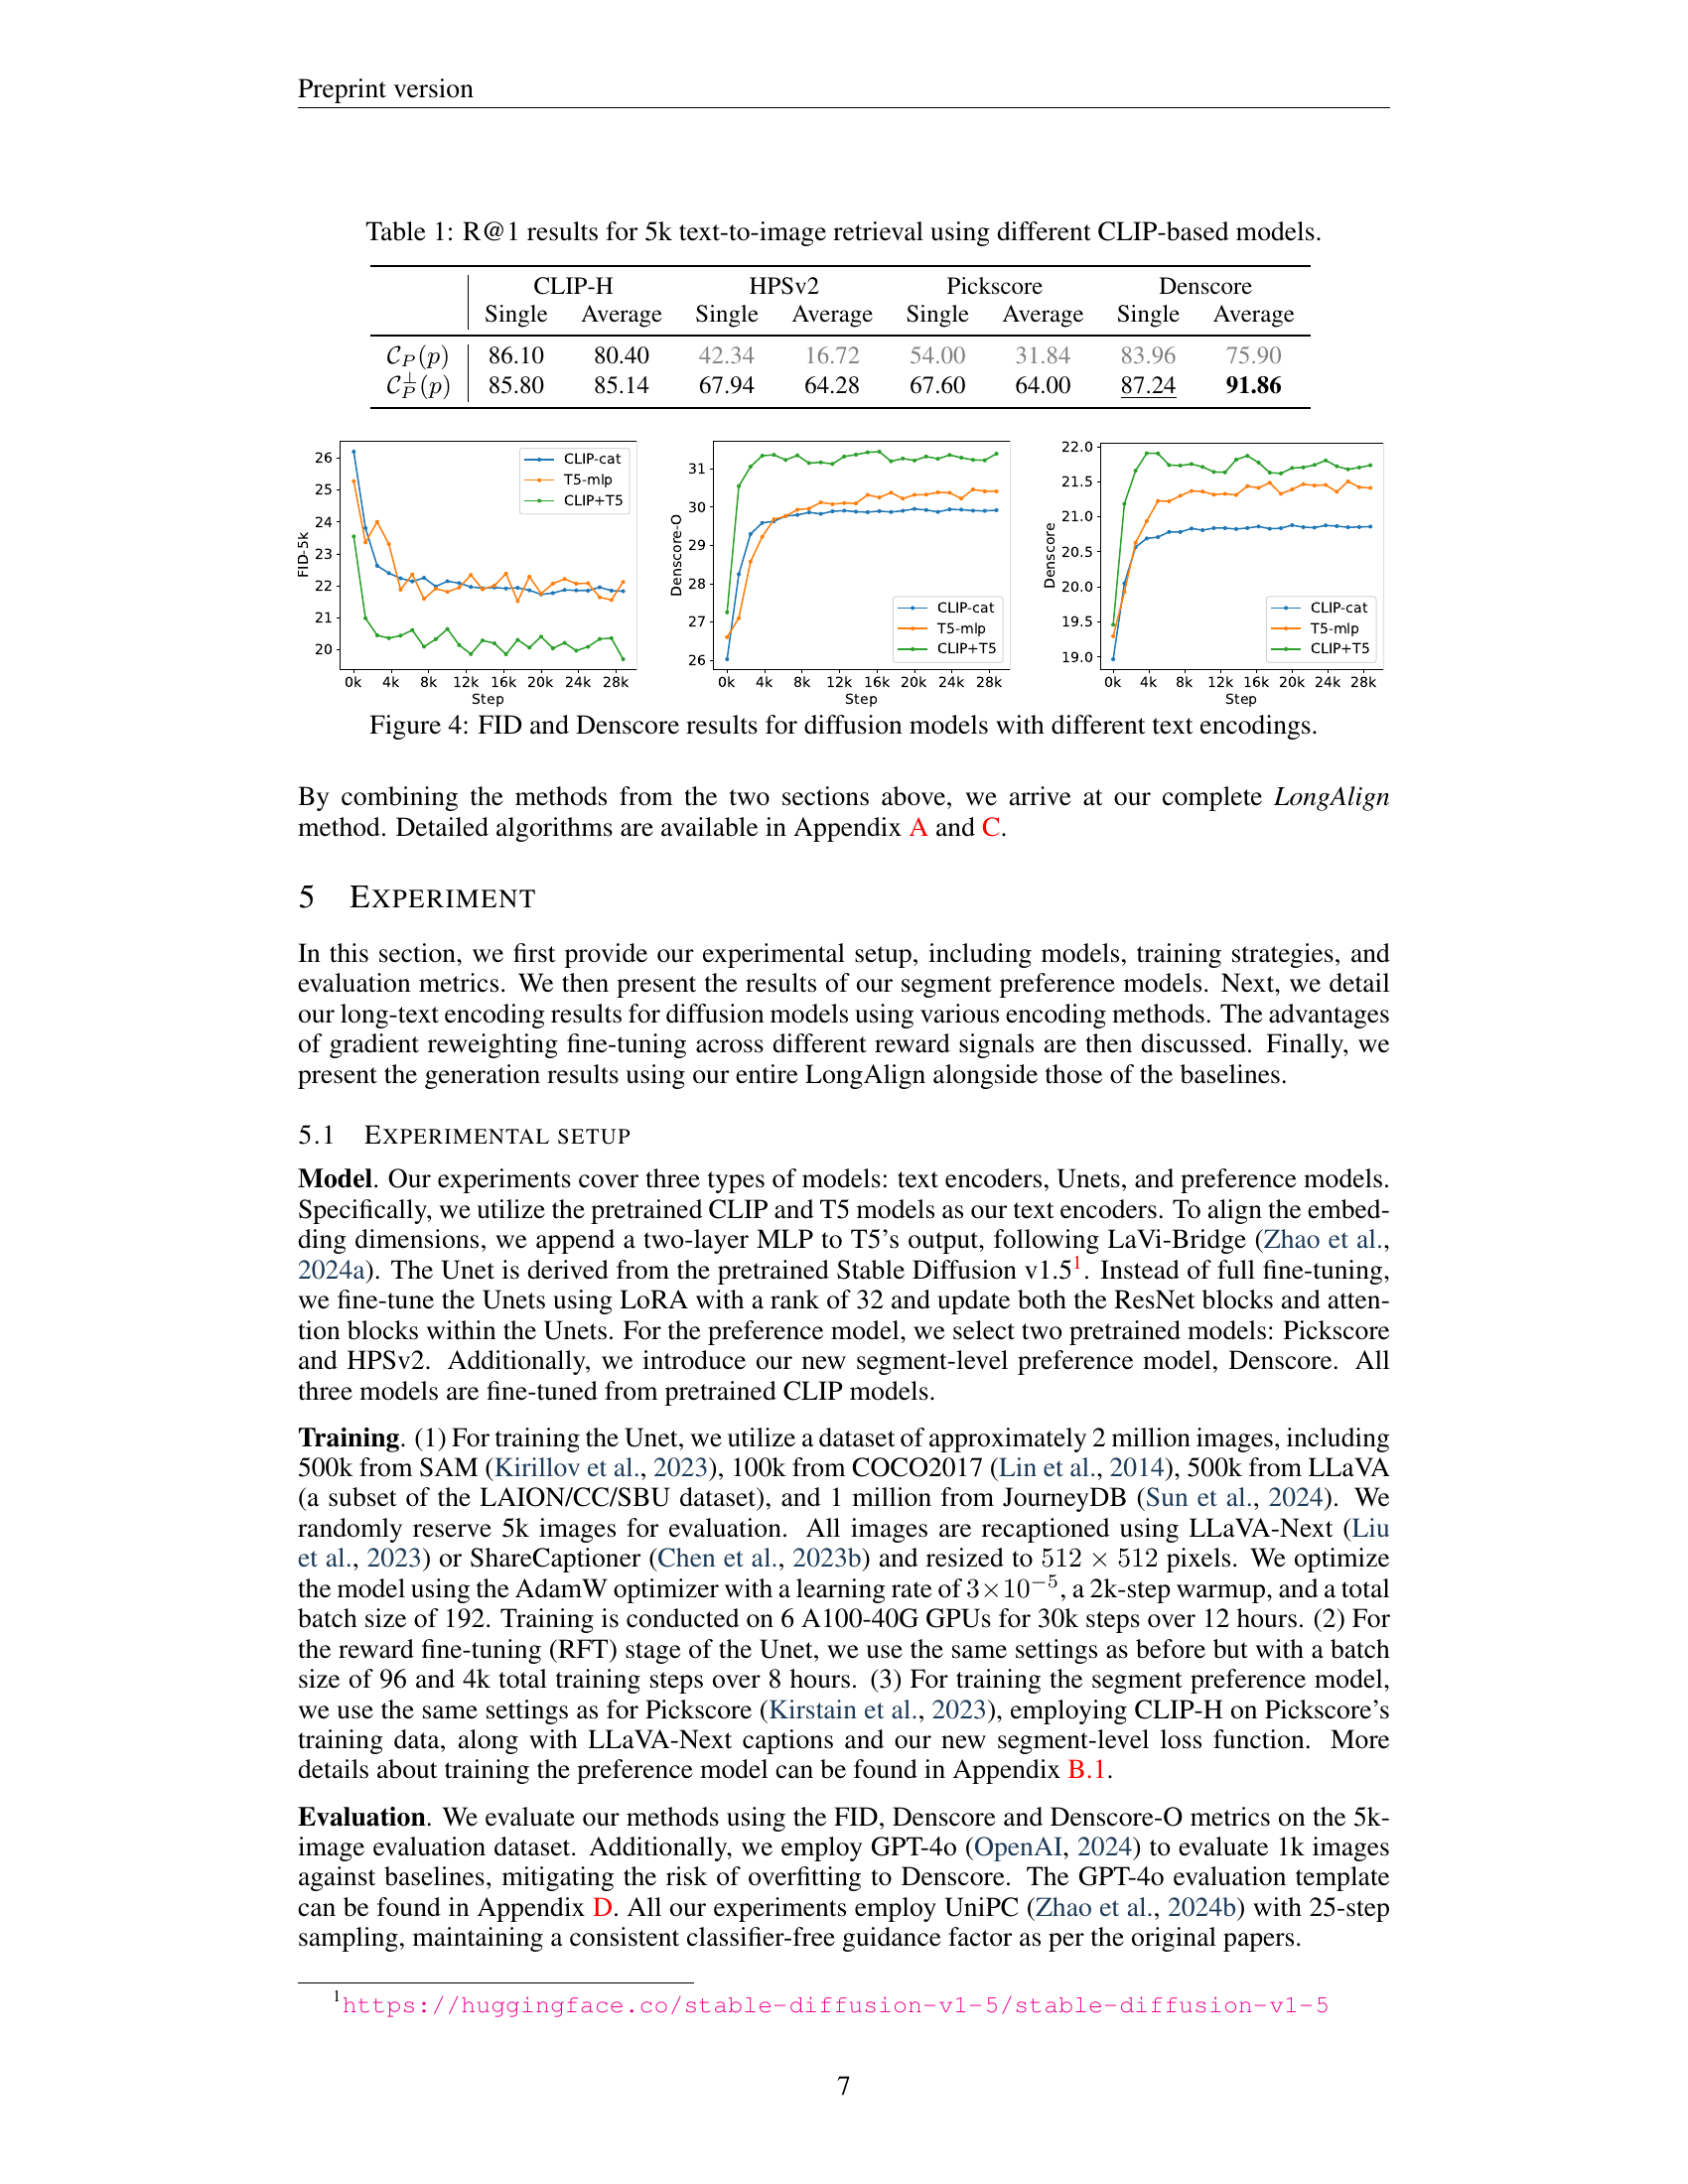 Preprint version
Table 1: R@1 results for 5k text-to-image retrieval using different CLIP-based models.
CLIP-H HPSv2 Pickscore Denscore
Single Average Single Average Single Average Single Average
𝒞_P(p) 86.10 80.40 42.34 16.72 54.00 31.84 83.96 75.90
𝒞_P^⊥(p) 85.80 85.14 67.94 64.28 67.60 64.00 87.24 91.86
FID-5k
26
25
24
23
22
21
20
CLIP-cat
T5-mlp
CLIP+T5
0k 4k 8k 12k 16k 20k 24k 28k
Step
Denscore-O
31
30
29
28
27
26
CLIP-cat
T5-mlp
CLIP+T5
0k 4k 8k 12k 16k 20k 24k 28k
Step
Denscore
22.0
21.5
21.0
20.5
20.0
19.5
19.0
CLIP-cat
T5-mlp
CLIP+T5
0k 4k 8k 12k 16k 20k 24k 28k
Step
Figure 4: FID and Denscore results for diffusion models with different text encodings.
By combining the methods from the two sections above, we arrive at our complete LongAlign
method. Detailed algorithms are available in Appendix A and C.
5 EXPERIMENT
In this section, we first provide our experimental setup, including models, training strategies, and
evaluation metrics. We then present the results of our segment preference models. Next, we detail
our long-text encoding results for diffusion models using various encoding methods. The advantages
of gradient reweighting fine-tuning across different reward signals are then discussed. Finally, we
present the generation results using our entire LongAlign alongside those of the baselines.
5.1 EXPERIMENTAL SETUP
Model. Our experiments cover three types of models: text encoders, Unets, and preference models.
Specifically, we utilize the pretrained CLIP and T5 models as our text encoders. To align the embed-
ding dimensions, we append a two-layer MLP to T5's output, following LaVi-Bridge (Zhao et al.,
2024a). The Unet is derived from the pretrained Stable Diffusion v1.5¹. Instead of full fine-tuning,
we fine-tune the Unets using LoRA with a rank of 32 and update both the ResNet blocks and atten-
tion blocks within the Unets. For the preference model, we select two pretrained models: Pickscore
and HPSv2. Additionally, we introduce our new segment-level preference model, Denscore. All
three models are fine-tuned from pretrained CLIP models.
Training. (1) For training the Unet, we utilize a dataset of approximately 2 million images, including
500k from SAM (Kirillov et al., 2023), 100k from COCO2017 (Lin et al., 2014), 500k from LLaVA
(a subset of the LAION/CC/SBU dataset), and 1 million from JourneyDB (Sun et al., 2024). We
randomly reserve 5k images for evaluation. All images are recaptioned using LLaVA-Next (Liu
et al., 2023) or ShareCaptioner (Chen et al., 2023b) and resized to 512 × 512 pixels. We optimize
the model using the AdamW optimizer with a learning rate of 3×10⁻⁵, a 2k-step warmup, and a total
batch size of 192. Training is conducted on 6 A100-40G GPUs for 30k steps over 12 hours. (2) For
the reward fine-tuning (RFT) stage of the Unet, we use the same settings as before but with a batch
size of 96 and 4k total training steps over 8 hours. (3) For training the segment preference model,
we use the same settings as for Pickscore (Kirstain et al., 2023), employing CLIP-H on Pickscore's
training data, along with LLaVA-Next captions and our new segment-level loss function. More
details about training the preference model can be found in Appendix B.1.
Evaluation. We evaluate our methods using the FID, Denscore and Denscore-O metrics on the 5k-
image evaluation dataset. Additionally, we employ GPT-4o (OpenAI, 2024) to evaluate 1k images
against baselines, mitigating the risk of overfitting to Denscore. The GPT-4o evaluation template
can be found in Appendix D. All our experiments employ UniPC (Zhao et al., 2024b) with 25-step
sampling, maintaining a consistent classifier-free guidance factor as per the original papers.
¹https://huggingface.co/stable-diffusion-v1-5/stable-diffusion-v1-5
7